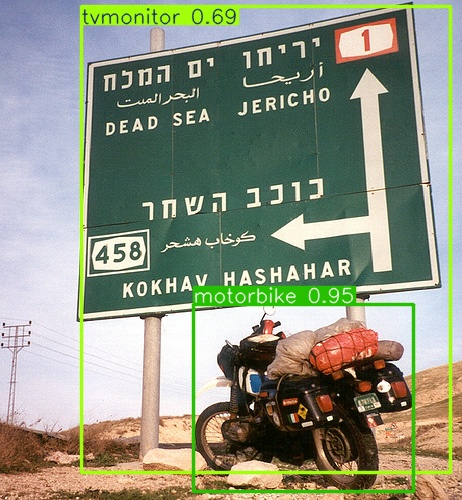 tvmonitor 0.69
1
ים המלח יריחו
البحر الميت أريحا
DEAD SEA JERICHO
כוכב השחר
كوخاب هشحر
458
KOKHAV HASHAHAR
motorbike 0.95